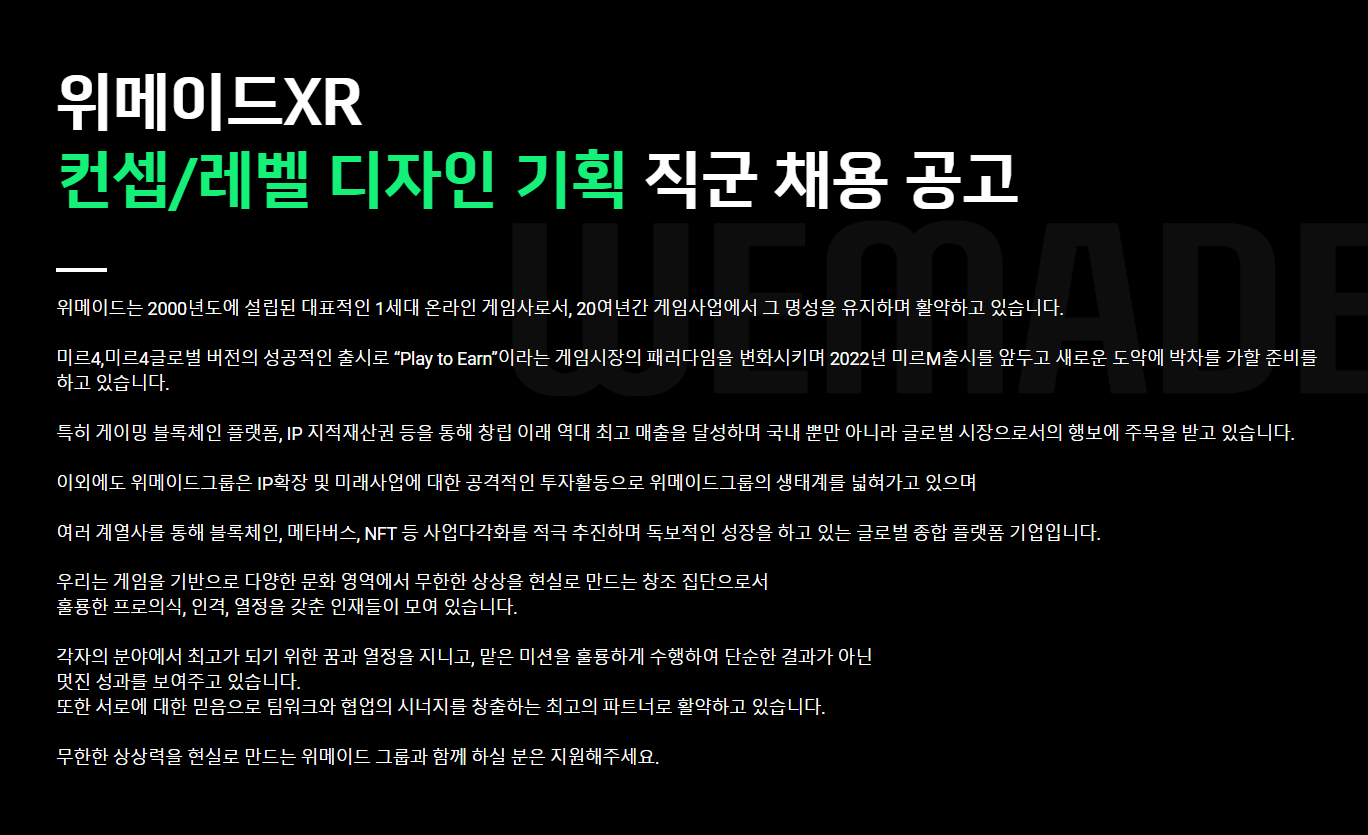 위메이드XR
컨셉/레벨 디자인 기획 직군 채용 공고
WEMADE
위메이드는 2000년도에 설립된 대표적인 1세대 온라인 게임사로서, 20여년간 게임사업에서 그 명성을 유지하며 활약하고 있습니다.
미르4,미르4글로벌 버전의 성공적인 출시로 “Play to Earn”이라는 게임시장의 패러다임을 변화시키며 2022년 미르M출시를 앞두고 새로운 도약에 박차를 가할 준비를
하고 있습니다.
특히 게이밍 블록체인 플랫폼, IP 지적재산권 등을 통해 창립 이래 역대 최고 매출을 달성하며 국내 뿐만 아니라 글로벌 시장으로서의 행보에 주목을 받고 있습니다.
이외에도 위메이드그룹은 IP확장 및 미래사업에 대한 공격적인 투자활동으로 위메이드그룹의 생태계를 넓혀가고 있으며
여러 계열사를 통해 블록체인, 메타버스, NFT 등 사업다각화를 적극 추진하며 독보적인 성장을 하고 있는 글로벌 종합 플랫폼 기업입니다.
우리는 게임을 기반으로 다양한 문화 영역에서 무한한 상상을 현실로 만드는 창조 집단으로서
훌륭한 프로의식, 인격, 열정을 갖춘 인재들이 모여 있습니다.
각자의 분야에서 최고가 되기 위한 꿈과 열정을 지니고, 맡은 미션을 훌륭하게 수행하여 단순한 결과가 아닌
멋진 성과를 보여주고 있습니다.
또한 서로에 대한 믿음으로 팀워크와 협업의 시너지를 창출하는 최고의 파트너로 활약하고 있습니다.
무한한 상상력을 현실로 만드는 위메이드 그룹과 함께 하실 분은 지원해주세요.